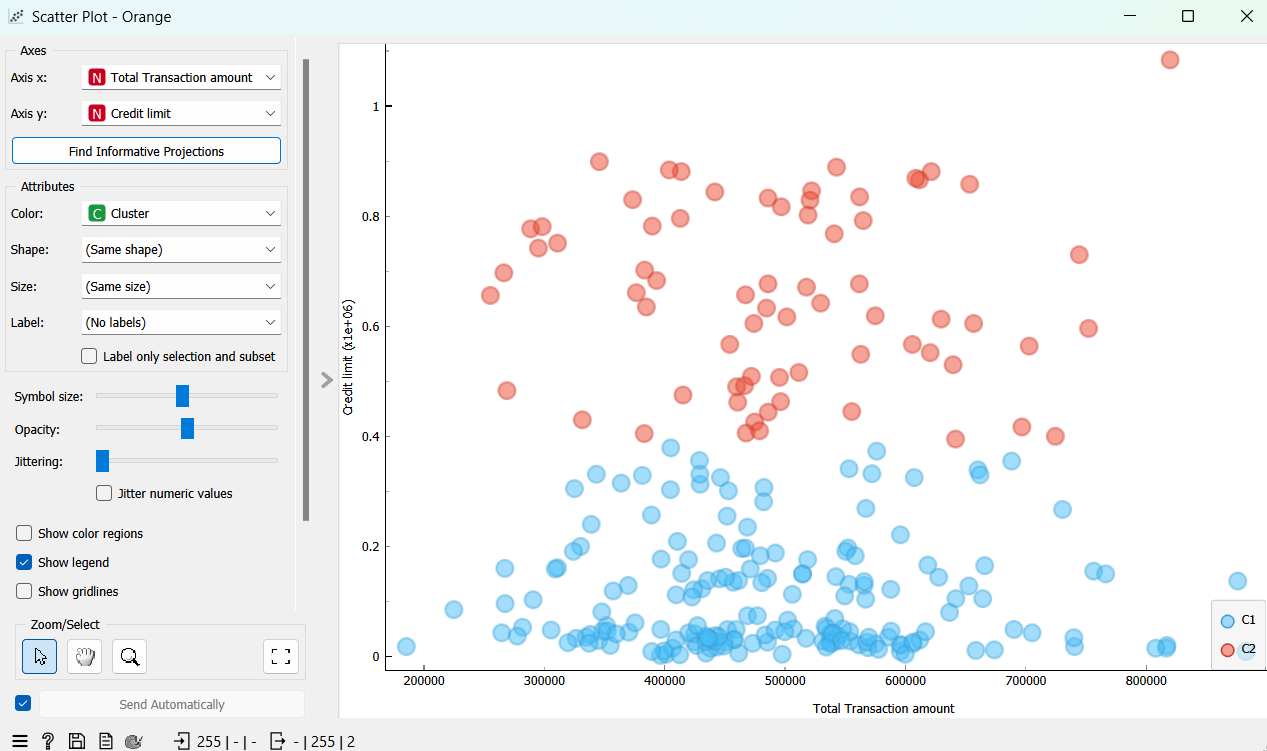 Scatter Plot - Orange
Axes
Axis x: N Total Transaction amount
Axis y: N Credit limit
Find Informative Projections
Attributes
Color: C Cluster
Shape: (Same shape)
Size: (Same size)
Label: (No labels)
Label only selection and subset
Symbol size:
Opacity:
Jittering:
Jitter numeric values
Show color regions
Show legend
Show gridlines
Zoom/Select
Send Automatically
255 | - | - - | 255 | 2
Credit limit (x1e+06)
1
0.8
0.6
0.4
0.2
0
200000 300000 400000 500000 600000 700000 800000
Total Transaction amount
C1
C2